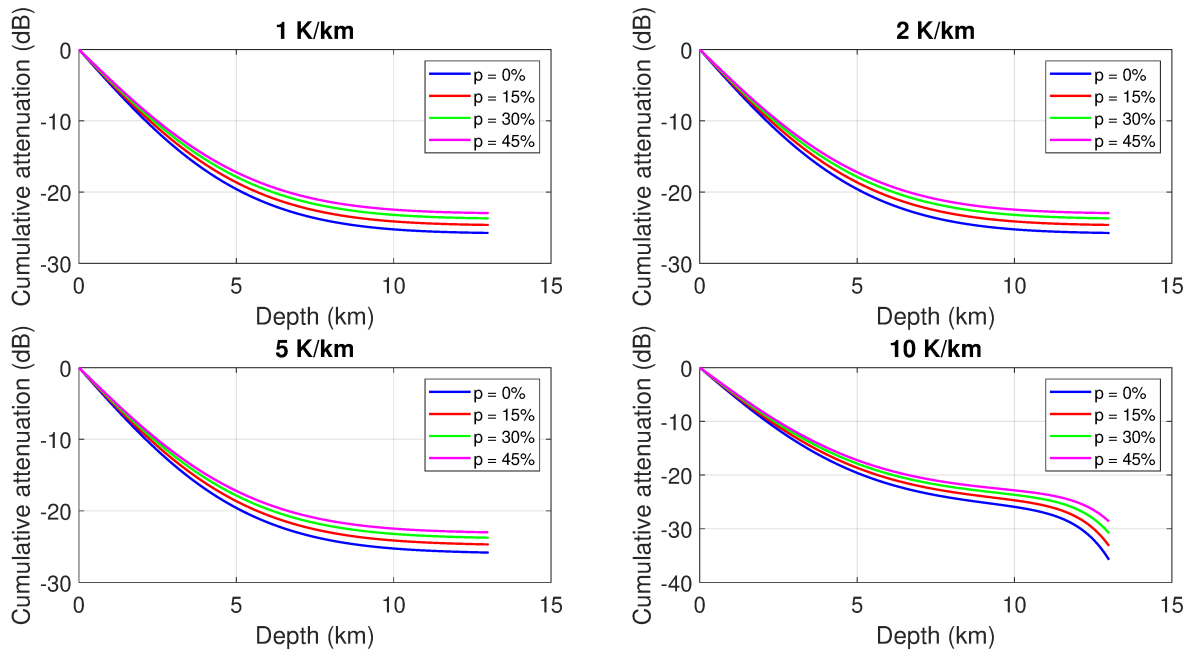 1 K/km
Cumulative attenuation (dB)
0
-10
-20
-30
p = 0%
p = 15%
p = 30%
p = 45%
0 5 10 15
Depth (km)
2 K/km
Cumulative attenuation (dB)
0
-10
-20
-30
p = 0%
p = 15%
p = 30%
p = 45%
0 5 10 15
Depth (km)
5 K/km
Cumulative attenuation (dB)
0
-10
-20
-30
p = 0%
p = 15%
p = 30%
p = 45%
0 5 10 15
Depth (km)
10 K/km
Cumulative attenuation (dB)
0
-10
-20
-30
-40
p = 0%
p = 15%
p = 30%
p = 45%
0 5 10 15
Depth (km)